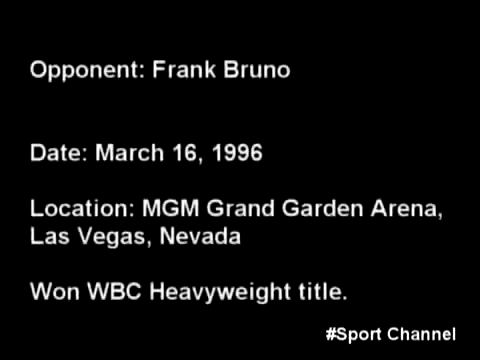 Opponent: Frank Bruno
Date: March 16, 1996
Location: MGM Grand Garden Arena,
Las Vegas, Nevada
Won WBC Heavyweight title.
#Sport Channel